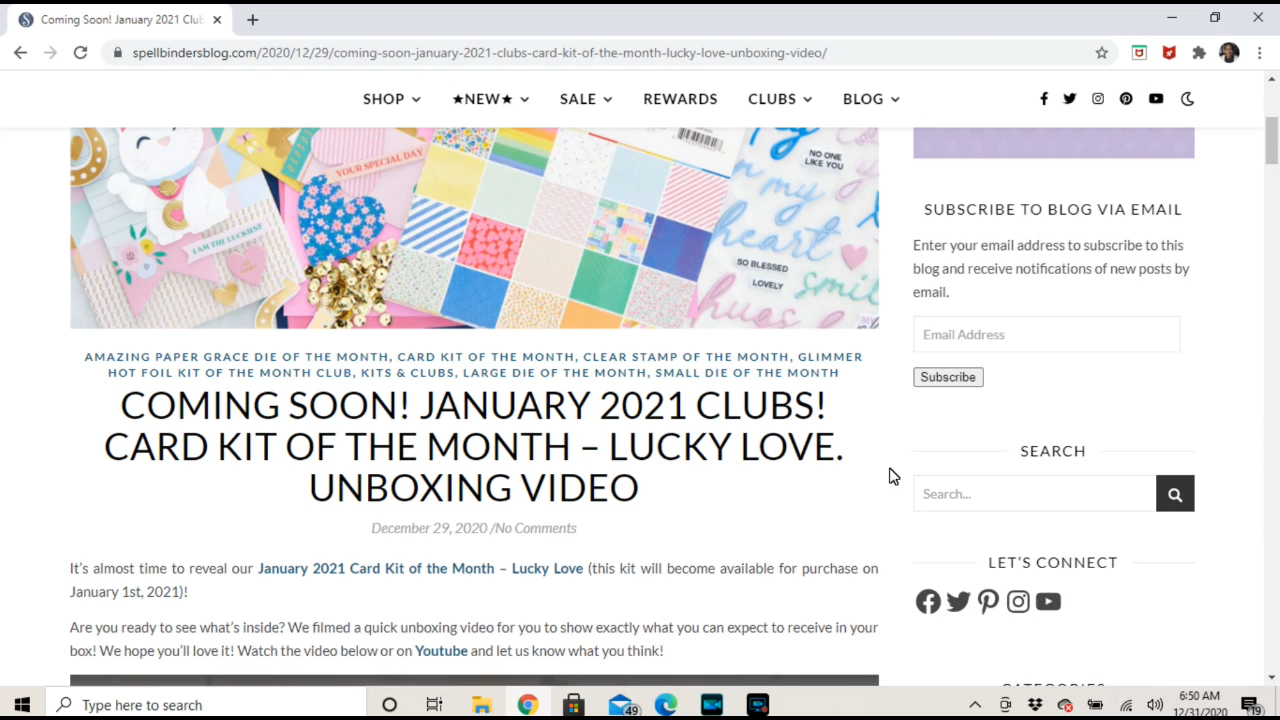 Coming Soon! January 2021 Club
spellbindersblog.com/2020/12/29/coming-soon-january-2021-clubs-card-kit-of-the-month-lucky-love-unboxing-video/
SHOP ★NEW★ SALE REWARDS CLUBS BLOG
YOUR SPECIAL DAY
I AM THE LUCKIEST
NO ONE
LIKE YOU
in my
heart
SO BLESSED
LOVELY
smil
hugs
AMAZING PAPER GRACE DIE OF THE MONTH, CARD KIT OF THE MONTH, CLEAR STAMP OF THE MONTH, GLIMMER
HOT FOIL KIT OF THE MONTH CLUB, KITS & CLUBS, LARGE DIE OF THE MONTH, SMALL DIE OF THE MONTH
COMING SOON! JANUARY 2021 CLUBS!
CARD KIT OF THE MONTH – LUCKY LOVE.
UNBOXING VIDEO
December 29, 2020 /No Comments
It's almost time to reveal our January 2021 Card Kit of the Month – Lucky Love (this kit will become available for purchase on
January 1st, 2021)!
Are you ready to see what's inside? We filmed a quick unboxing video for you to show exactly what you can expect to receive in your
box! We hope you'll love it! Watch the video below or on Youtube and let us know what you think!
SUBSCRIBE TO BLOG VIA EMAIL
Enter your email address to subscribe to this
blog and receive notifications of new posts by
email.
Email Address
Subscribe
SEARCH
Search...
LET'S CONNECT
CATEGORIES
Type here to search
49
6:50 AM
12/31/2020
19